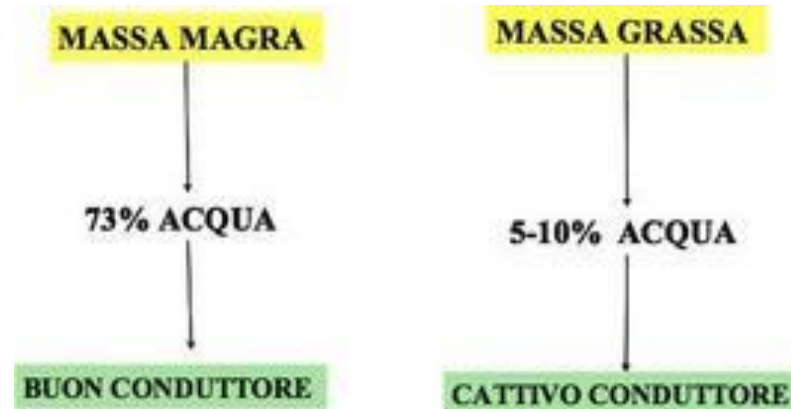 MASSA MAGRA
73% ACQUA
BUON CONDUTTORE
MASSA GRASSA
5-10% ACQUA
CATTIVO CONDUTTORE